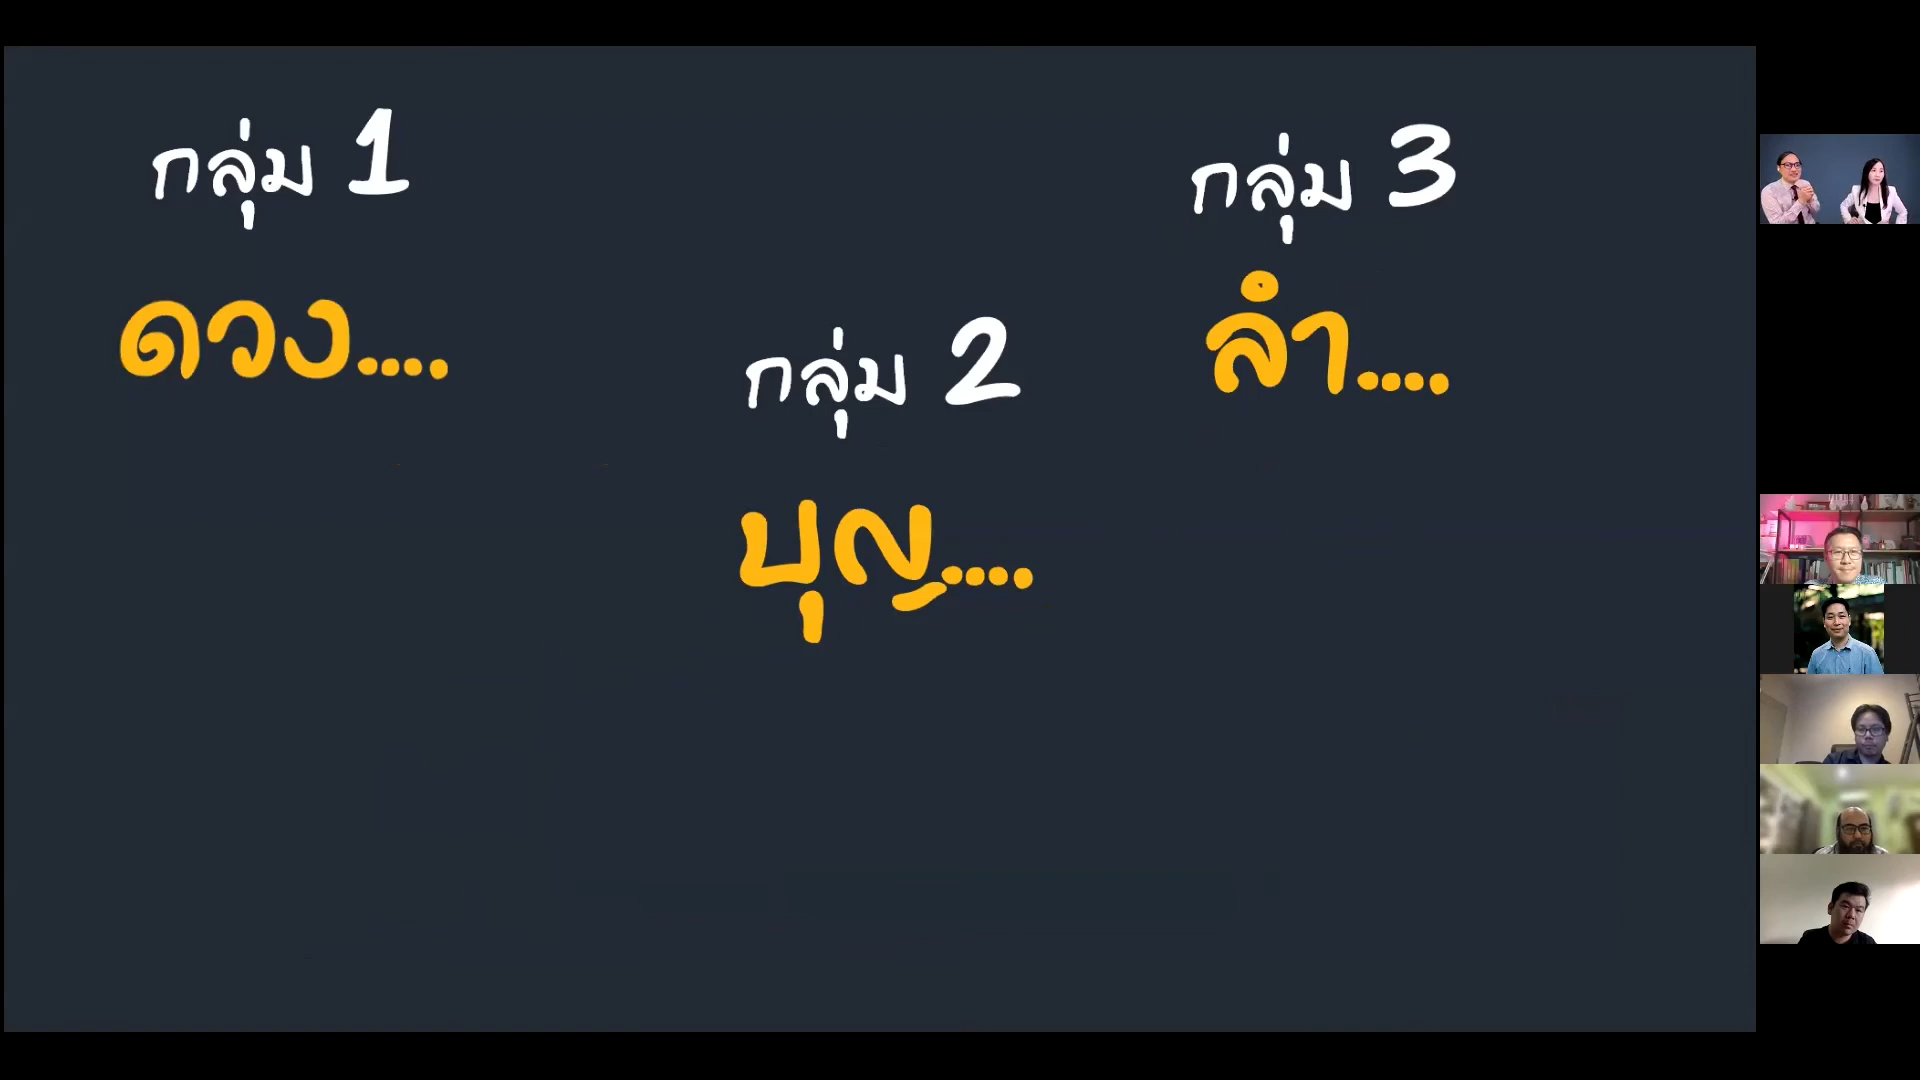 กลุ่ม 1
ดวง....
กลุ่ม 2
บุญ....
กลุ่ม 3
ลำ....